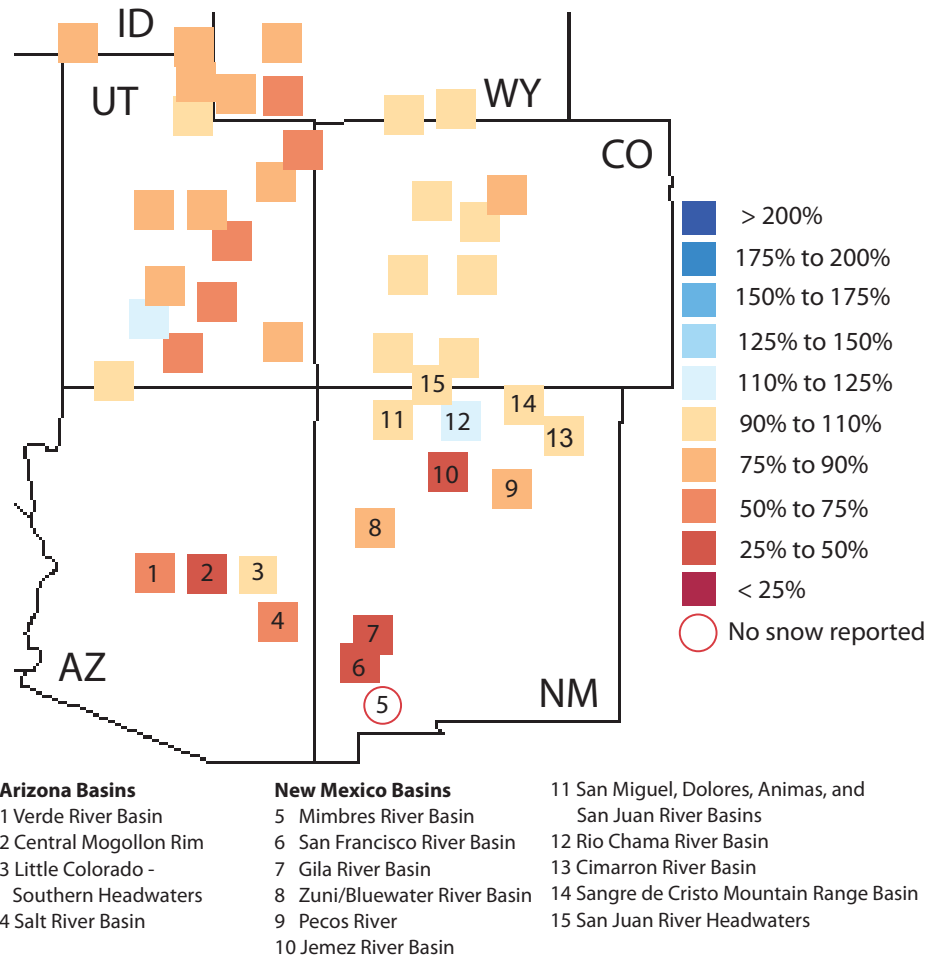 ID
UT
WY
CO
> 200%
175% to 200%
150% to 175%
125% to 150%
110% to 125%
90% to 110%
75% to 90%
50% to 75%
25% to 50%
< 25%
No snow reported
15
14
11
12
13
10
9
8
1
2
3
4
7
6
5
AZ
NM
Arizona Basins
1 Verde River Basin
2 Central Mogollon Rim
3 Little Colorado -
Southern Headwaters
4 Salt River Basin
New Mexico Basins
5 Mimbres River Basin
6 San Francisco River Basin
7 Gila River Basin
8 Zuni/Bluewater River Basin
9 Pecos River
10 Jemez River Basin
11 San Miguel, Dolores, Animas, and
San Juan River Basins
12 Rio Chama River Basin
13 Cimarron River Basin
14 Sangre de Cristo Mountain Range Basin
15 San Juan River Headwaters